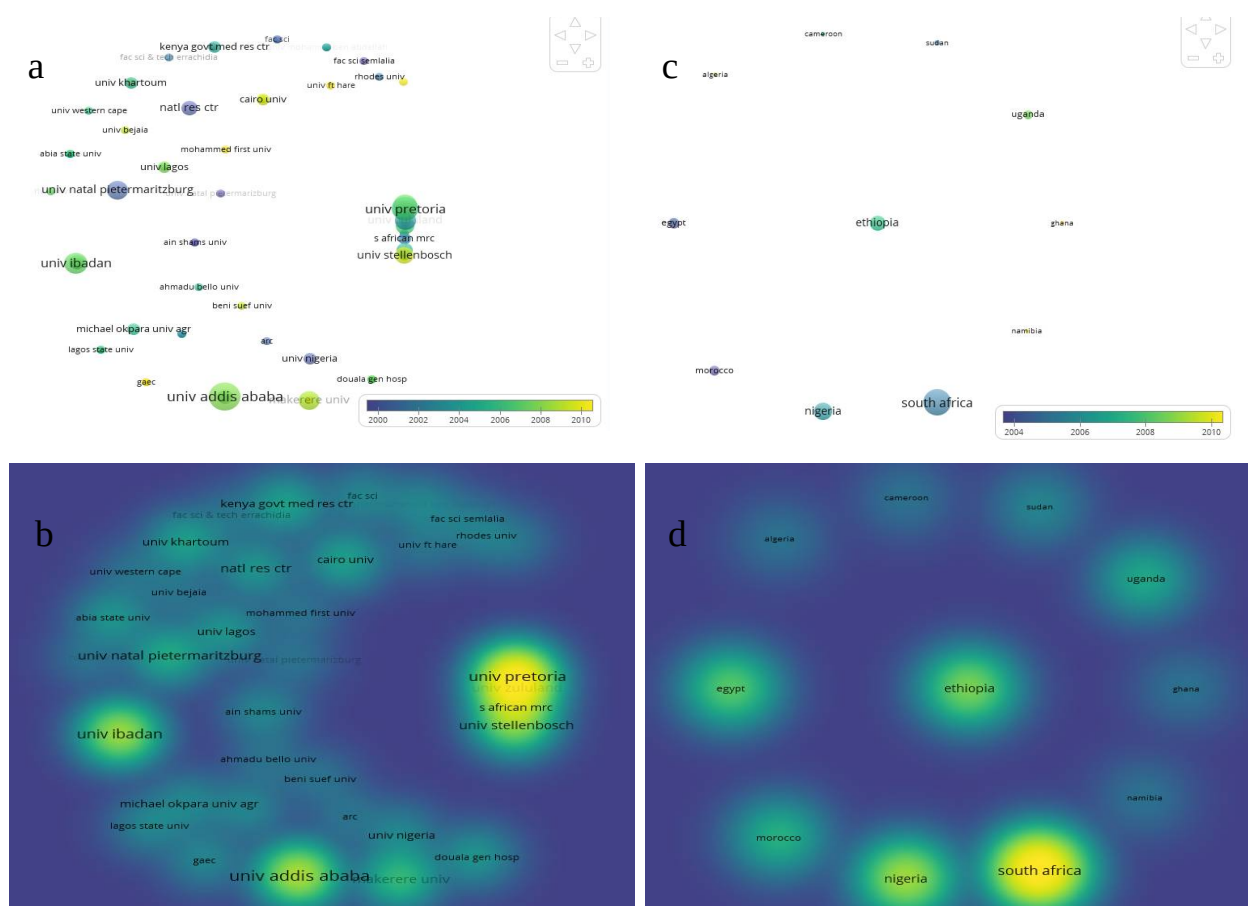 a
kenya govt med res ctr
fac sci
fac sci & tech errachidia
fac sci semlalia
univ khartoum
rhodes univ
univ ft hare
natl res ctr
cairo univ
univ western cape
univ bejaia
abia state univ
mohammed first univ
univ lagos
univ natal pietermaritzburg
natal pietermaritzburg
univ pretoria
s african mrc
univ stellenbosch
ain shams univ
univ ibadan
ahmadu bello univ
beni suef univ
michael okpara univ agr
lagos state univ
arc
univ nigeria
gaec
douala gen hosp
univ addis ababa
makerere univ
2000 2002 2004 2006 2008 2010
c
cameroon
sudan
algeria
uganda
egypt
ethiopia
ghana
namibia
morocco
nigeria
south africa
2004 2006 2008 2010
b
kenya govt med res ctr
fac sci
fac sci & tech errachidia
fac sci semlalia
univ khartoum
rhodes univ
univ ft hare
natl res ctr
cairo univ
univ western cape
univ bejaia
abia state univ
mohammed first univ
univ lagos
univ natal pietermaritzburg
natal pietermaritzburg
univ pretoria
univ zululand
s african mrc
univ stellenbosch
ain shams univ
univ ibadan
ahmadu bello univ
beni suef univ
michael okpara univ agr
lagos state univ
arc
univ nigeria
gaec
douala gen hosp
univ addis ababa
makerere univ
d
cameroon
sudan
algeria
uganda
egypt
ethiopia
ghana
namibia
morocco
nigeria
south africa